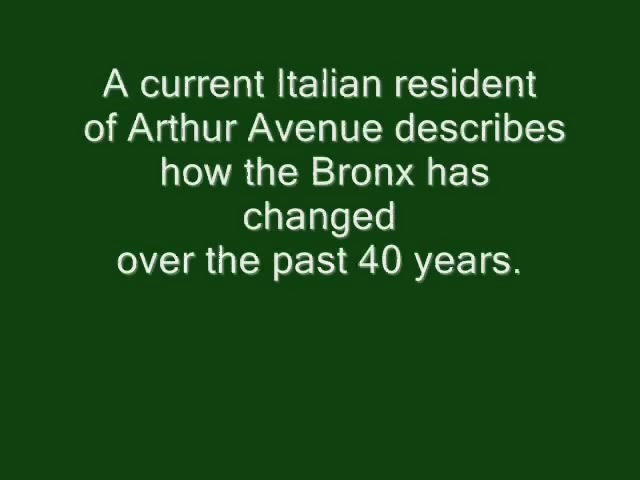 A current Italian resident
of Arthur Avenue describes
how the Bronx has
changed
over the past 40 years.